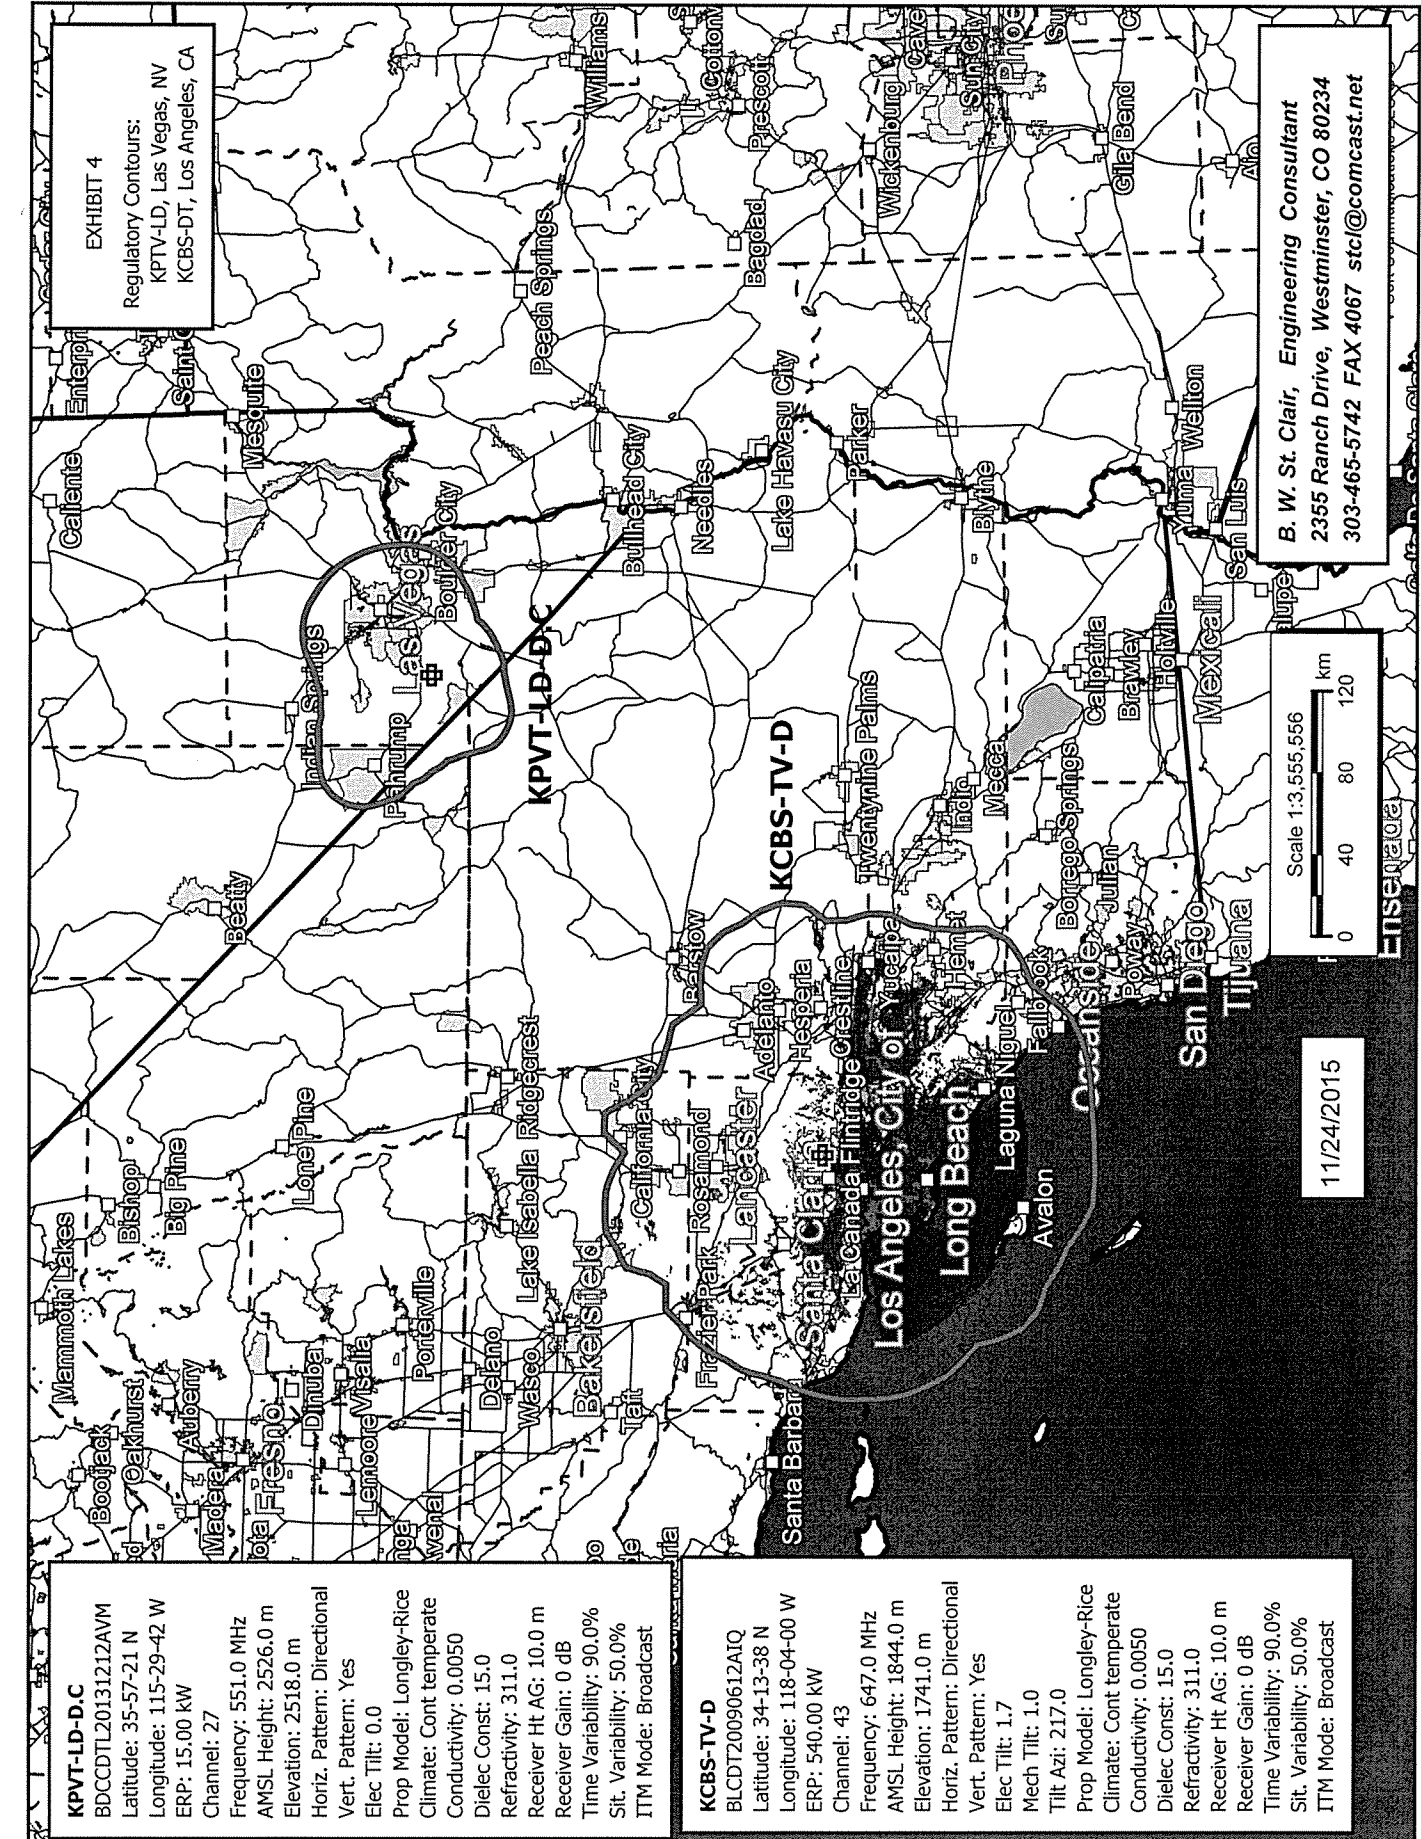 KPVT-LD-D.C
BDCCDTL20131212AVM
Latitude: 35-57-21 N
Longitude: 115-29-42 W
ERP: 15.00 kW
Channel: 27
Frequency: 551.0 MHz
AMSL Height: 2526.0 m
Elevation: 2518.0 m
Horiz. Pattern: Directional
Vert. Pattern: Yes
Elec Tilt: 0.0
Prop Model: Longley-Rice
Climate: Cont temperate
Conductivity: 0.0050
Dielec Const: 15.0
Refractivity: 311.0
Receiver Ht AG: 10.0 m
Receiver Gain: 0 dB
Time Variability: 90.0%
Sit. Variability: 50.0%
ITM Mode: Broadcast
KCBS-TV-D
BLCDT20090612AIQ
Latitude: 34-13-38 N
Longitude: 118-04-00 W
ERP: 540.00 kW
Channel: 43
Frequency: 647.0 MHz
AMSL Height: 1844.0 m
Elevation: 1741.0 m
Horiz. Pattern: Directional
Vert. Pattern: Yes
Elec Tilt: 1.7
Mech Tilt: 1.0
Tilt Azi: 217.0
Prop Model: Longley-Rice
Climate: Cont temperate
Conductivity: 0.0050
Dielec Const: 15.0
Refractivity: 311.0
Receiver Ht AG: 10.0 m
Receiver Gain: 0 dB
Time Variability: 90.0%
Sit. Variability: 50.0%
ITM Mode: Broadcast
EXHIBIT 4
Regulatory Contours:
KPTV-LD, Las Vegas, NV
KCBS-DT, Los Angeles, CA
Mammoth Lakes
Bishop
Big Pine
Bootjack
Oakhurst
Auberry
Madera
Fresno
Dinuba
Visalia
Lemoore
Porterville
Lone Pine
Delano
Wasco
Lake Isabella
Ridgecrest
Bakersfield
Taft
California City
Frazier Park
Rosamond
Lancaster
Barstow
Adelanto
Hesperia
Santa Barbara
Santa Clarita
La Canada Flintridge
Crestline
Los Angeles, City of
Yucaipa
Long Beach
Hemet
Laguna Niguel
Avalon
Fallbrook
Oceanside
Borrego Springs
Julian
Poway
San Diego
Tijuana
Ensenada
Beatty
Indian Springs
Pahrump
Las Vegas
Boulder City
KPVT-LD-D.C
KCBS-TV-D
Caliente
Mesquite
Peach Springs
Williams
Prescott
Bagdad
Bullhead City
Needles
Lake Havasu City
Parker
Wickenburg
Sun City
Twentynine Palms
Indio
Mecca
Blythe
Calipatria
Brawley
Holtville
Mexicali
Yuma
Wellton
San Luis
Gila Bend
11/24/2015
Scale 1:3,555,556
0 40 80 120 km
B. W. St. Clair, Engineering Consultant
2355 Ranch Drive, Westminster, CO 80234
303-465-5742 FAX 4067 stcl@comcast.net